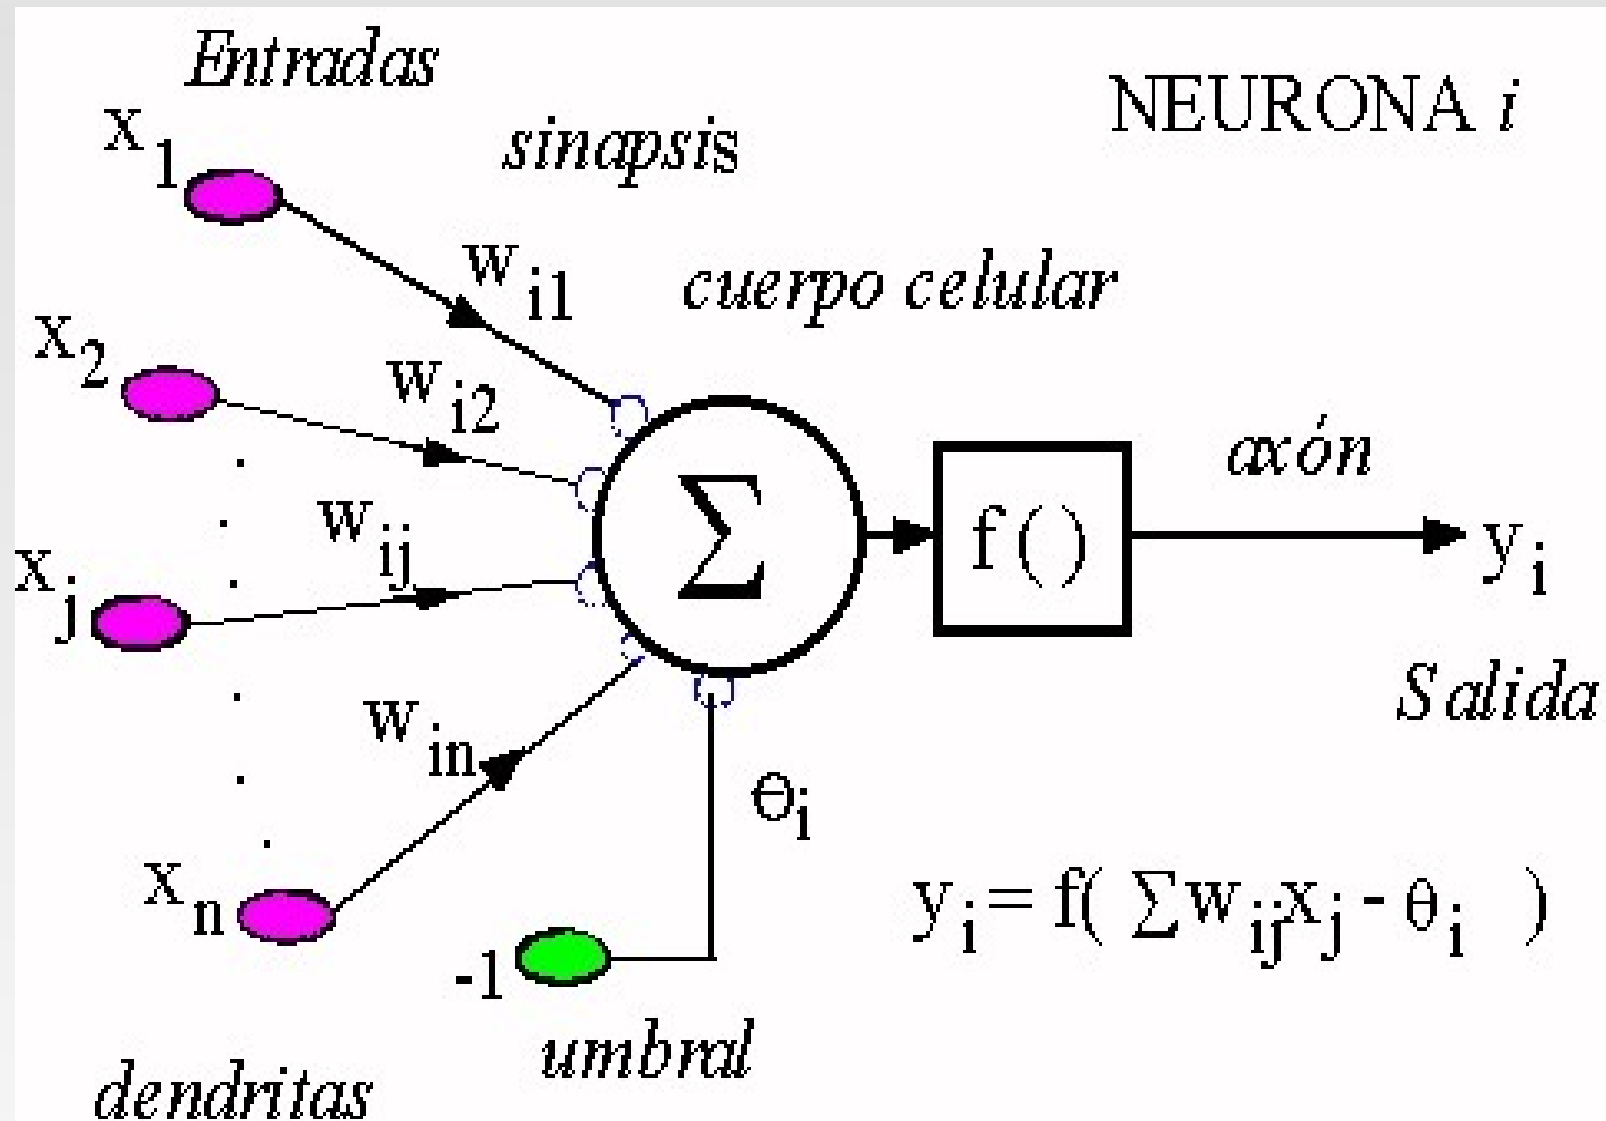 Entradas
NEURONA i
x1
sinapsis
wi1
cuerpo celular
x2
wi2
axón
wij
Σ
f()
yi
xj
Salida
win
θi
xn
yi = f( Σwijxj - θi )
-1
umbral
dendritas